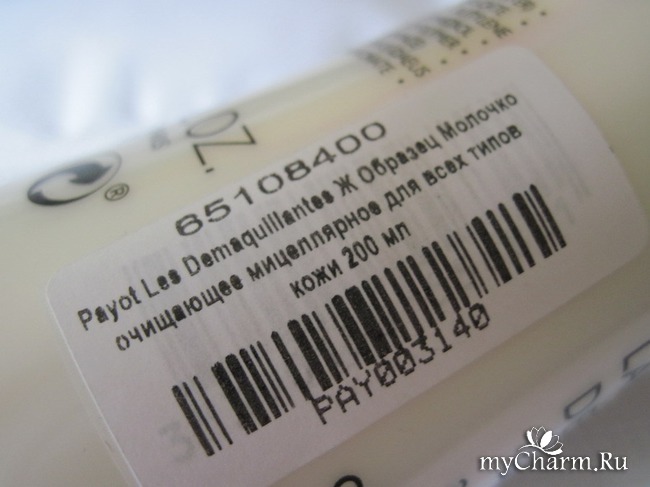 65108400
Payot Les Demaquillantes Ж Образец Молочко
очищающее мицеллярное для всех типов
кожи 200 мл
PAY003140
myCharm.Ru